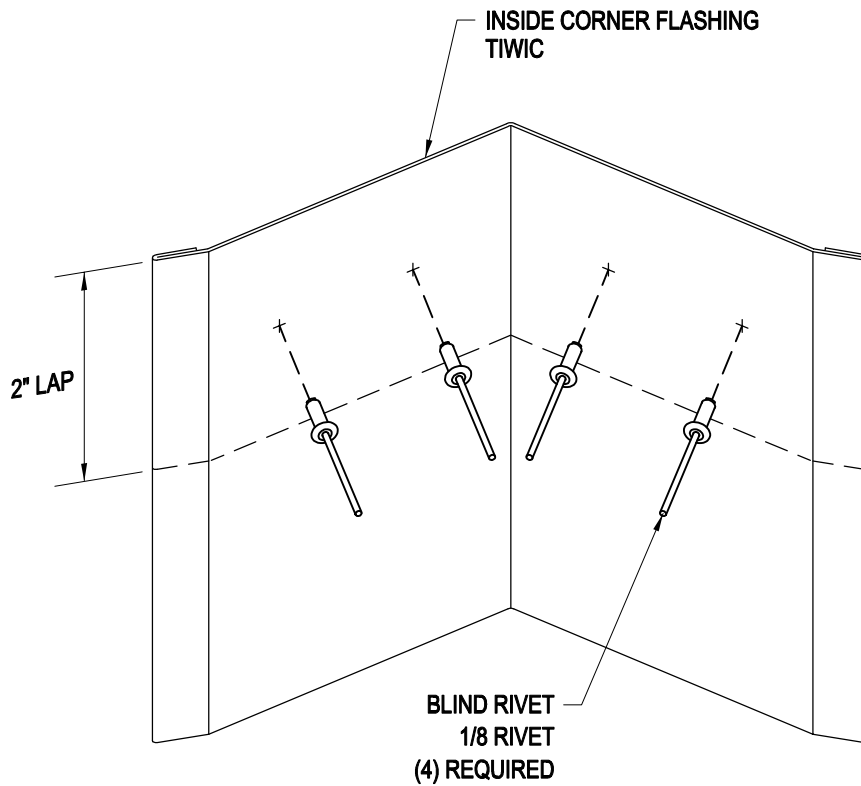 INSIDE CORNER FLASHING
TIWIC
2" LAP
BLIND RIVET
1/8 RIVET
(4) REQUIRED